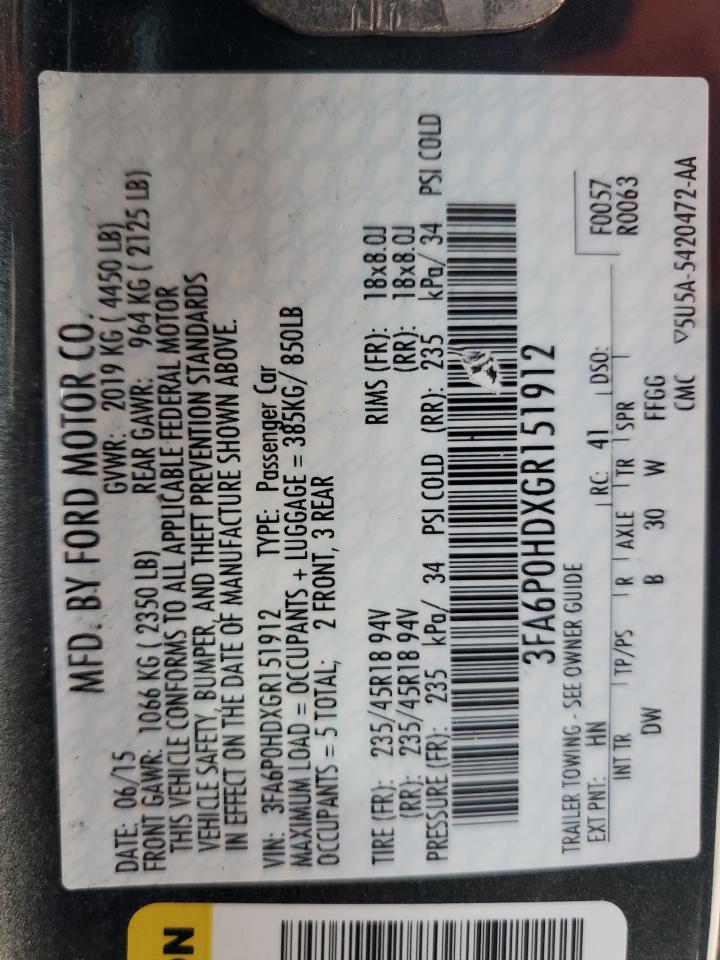 MFD. BY FORD MOTOR CO.
DATE: 06/15 GVWR: 2019 KG ( 4450 LB)
FRONT GAWR: 1066 KG ( 2350 LB) REAR GAWR: 964 KG ( 2125 LB)
THIS VEHICLE CONFORMS TO ALL APPLICABLE FEDERAL MOTOR
VEHICLE SAFETY, BUMPER, AND THEFT PREVENTION STANDARDS
IN EFFECT ON THE DATE OF MANUFACTURE SHOWN ABOVE.
VIN: 3FA6P0HDXGR151912 TYPE: Passenger Car
MAXIMUM LOAD = OCCUPANTS + LUGGAGE = 385KG/ 850LB
OCCUPANTS = 5 TOTAL; 2 FRONT, 3 REAR
TIRE (FR): 235/45R18 94V RIMS (FR): 18x8.0J
(RR): 235/45R18 94V (RR): 18x8.0J
PRESSURE (FR): 235 kPa/ 34 PSI COLD (RR): 235 kPa/ 34 PSI COLD
3FA6P0HDXGR151912
TRAILER TOWING - SEE OWNER GUIDE
F0057
EXT PNT: HN RC: 41 DSO: R0063
INT TR TP/PS R AXLE TR SPR
DW B 30 W FFGG
CMC ▽5U5A-5420472-AA
ON